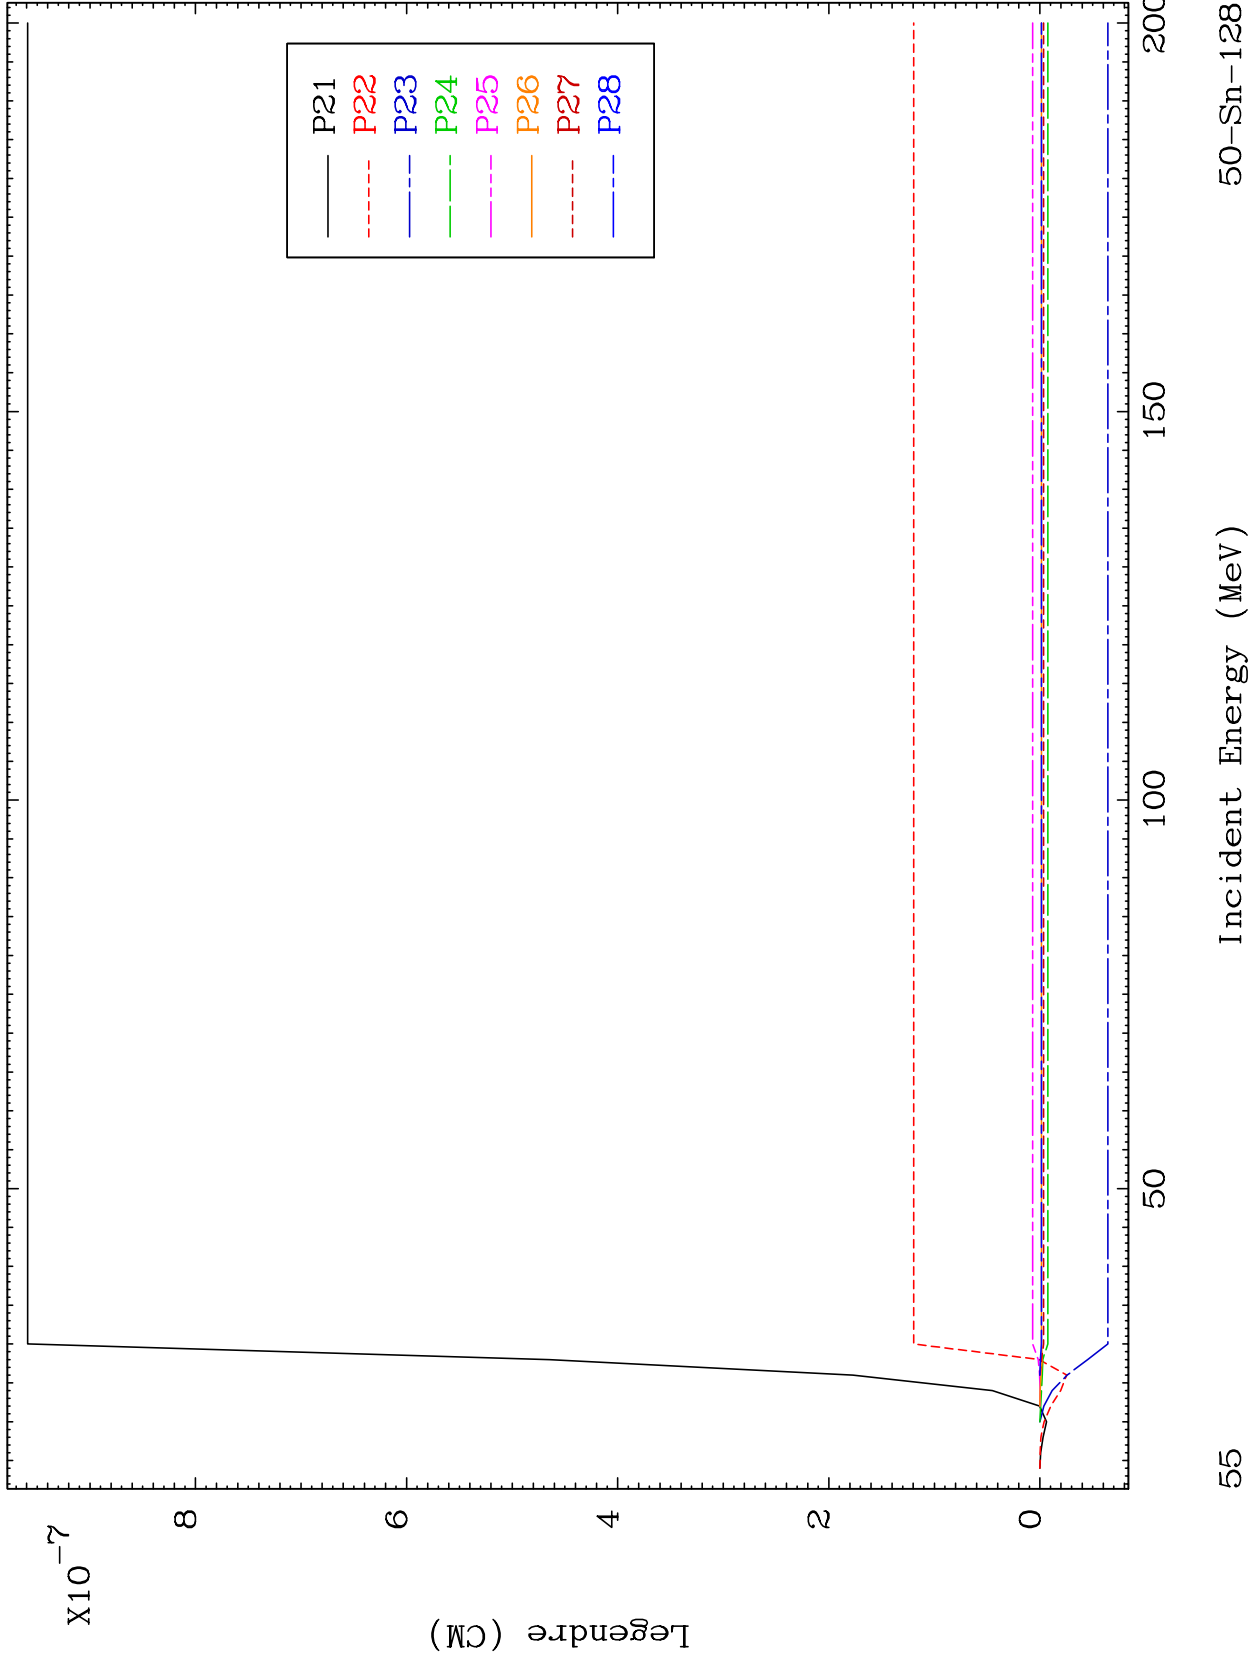 X10-7
8
6
4
2
0
Legendre (CM)
P21
P22
P23
P24
P25
P26
P27
P28
50
100
150
200
Incident Energy (MeV)
55
50-Sn-128